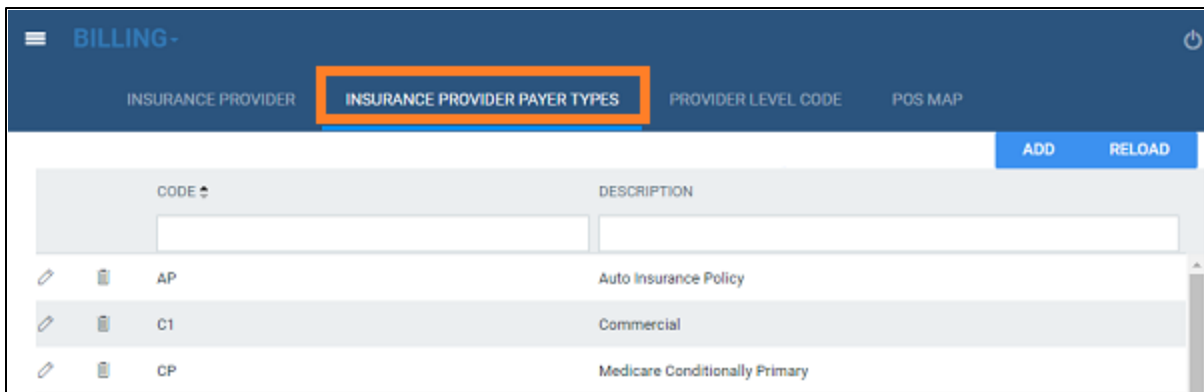 BILLING-
INSURANCE PROVIDER INSURANCE PROVIDER PAYER TYPES PROVIDER LEVEL CODE POS MAP
ADD RELOAD
CODE DESCRIPTION
AP Auto Insurance Policy
C1 Commercial
CP Medicare Conditionally Primary